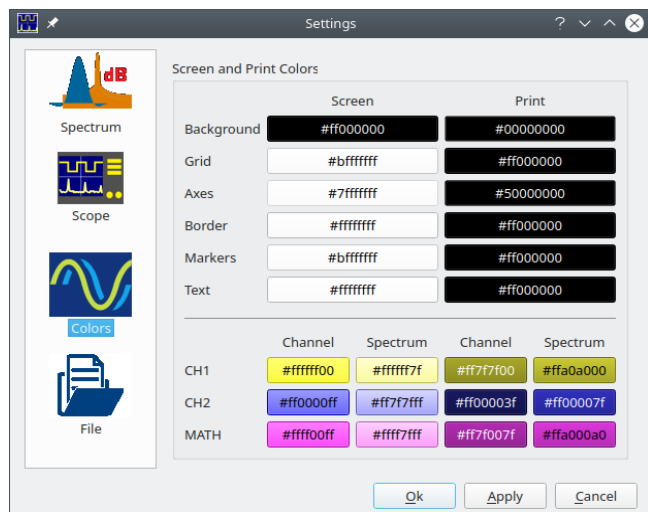 Settings
dB
Spectrum
Scope
Colors
File
Screen and Print Colors
Screen Print
Background #ff000000 #00000000
Grid #bfffffff #ff000000
Axes #7fffffff #50000000
Border #ffffffff #ff000000
Markers #bfffffff #ff000000
Text #ffffffff #ff000000
Channel Spectrum Channel Spectrum
CH1 #ffffff00 #ffffff7f #ff7f7f00 #ffa0a000
CH2 #ff0000ff #ff7f7fff #ff00003f #ff00007f
MATH #ffff00ff #ffff7fff #ff7f007f #ffa000a0
Ok Apply Cancel